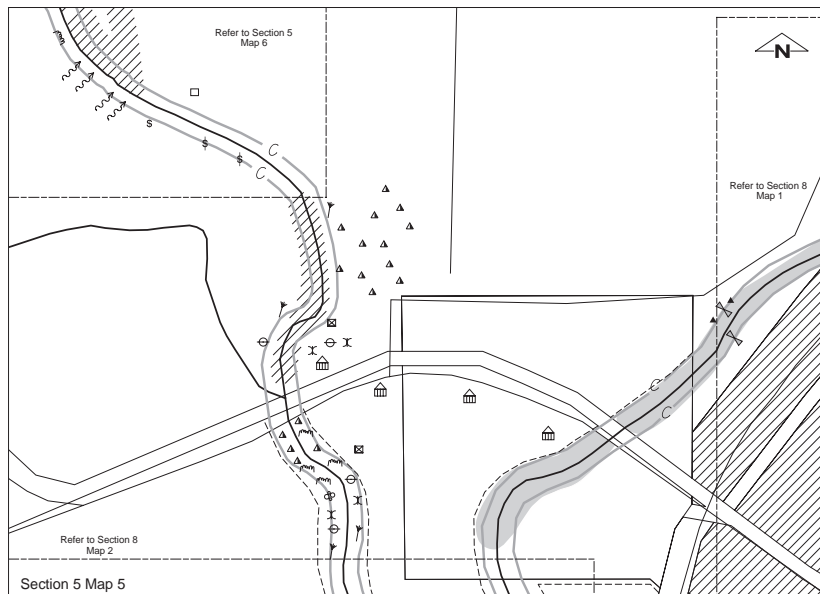 Refer to Section 5
Map 6
N
Refer to Section 8
Map 1
$
$
$
C
C
C
C
Refer to Section 8
Map 2
Section 5 Map 5